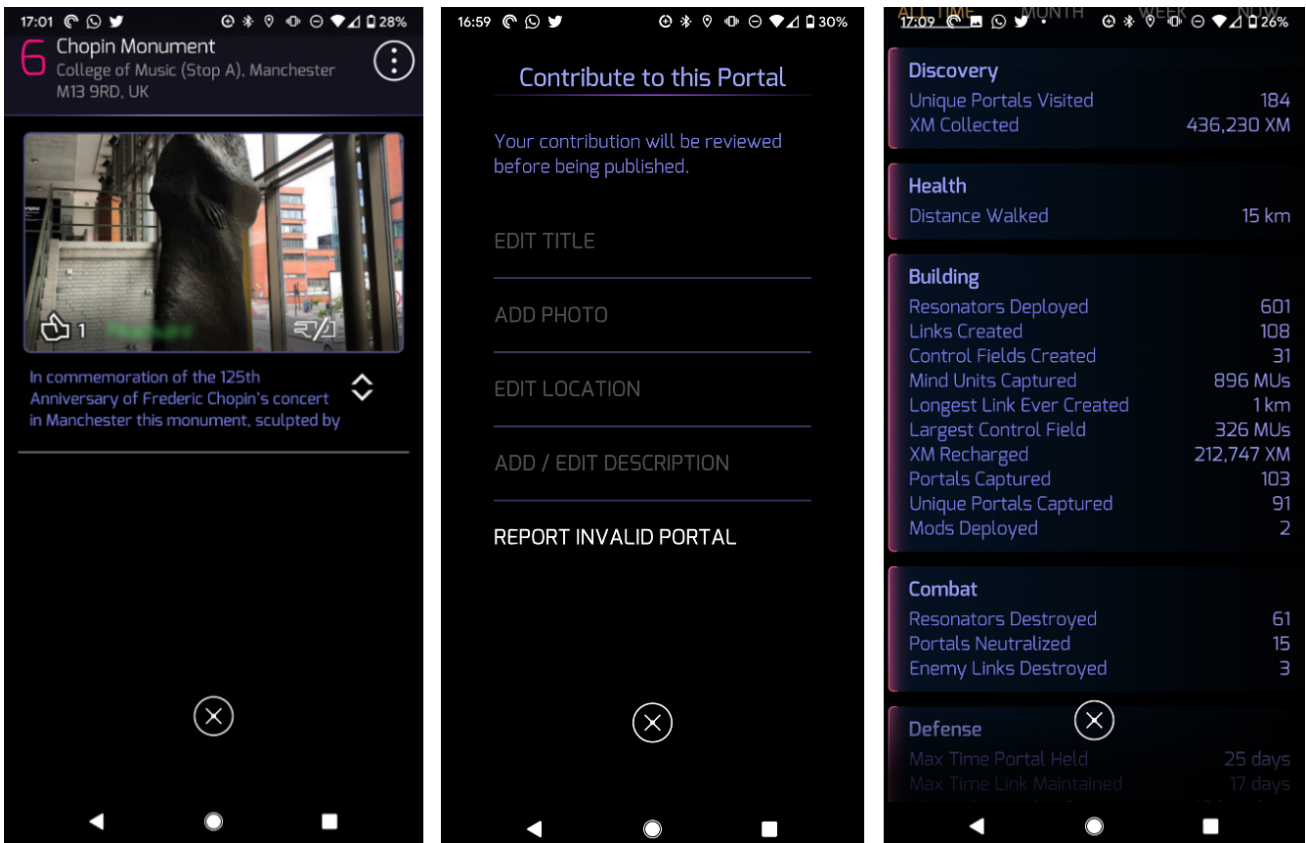 17:01
28%
6
Chopin Monument
College of Music (Stop A), Manchester
M13 9RD, UK
1
In commemoration of the 125th
Anniversary of Frederic Chopin's concert
in Manchester this monument, sculpted by
16:59
30%
Contribute to this Portal
Your contribution will be reviewed
before being published.
EDIT TITLE
ADD PHOTO
EDIT LOCATION
ADD / EDIT DESCRIPTION
REPORT INVALID PORTAL
ALL TIME MONTH WEEK NOW
17:09
26%
Discovery
Unique Portals Visited 184
XM Collected 436,230 XM
Health
Distance Walked 15 km
Building
Resonators Deployed 601
Links Created 108
Control Fields Created 31
Mind Units Captured 896 MUs
Longest Link Ever Created 1 km
Largest Control Field 326 MUs
XM Recharged 212,747 XM
Portals Captured 103
Unique Portals Captured 91
Mods Deployed 2
Combat
Resonators Destroyed 61
Portals Neutralized 15
Enemy Links Destroyed 3
Defense
Max Time Portal Held 25 days
Max Time Link Maintained 17 days